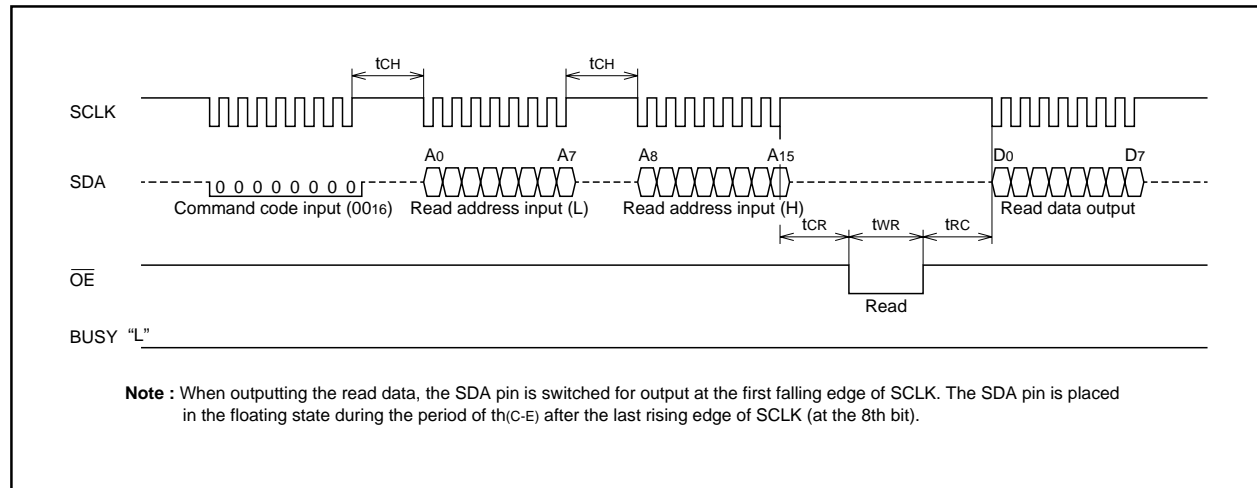 tCH tCH
SCLK
A0 A7 A8 A15 D0 D7
SDA
0 0 0 0 0 0 0 0
Command code input (0016) Read address input (L) Read address input (H) Read data output
tCR tWR tRC
OE
Read
BUSY “L”
Note : When outputting the read data, the SDA pin is switched for output at the first falling edge of SCLK. The SDA pin is placed
in the floating state during the period of th(C-E) after the last rising edge of SCLK (at the 8th bit).